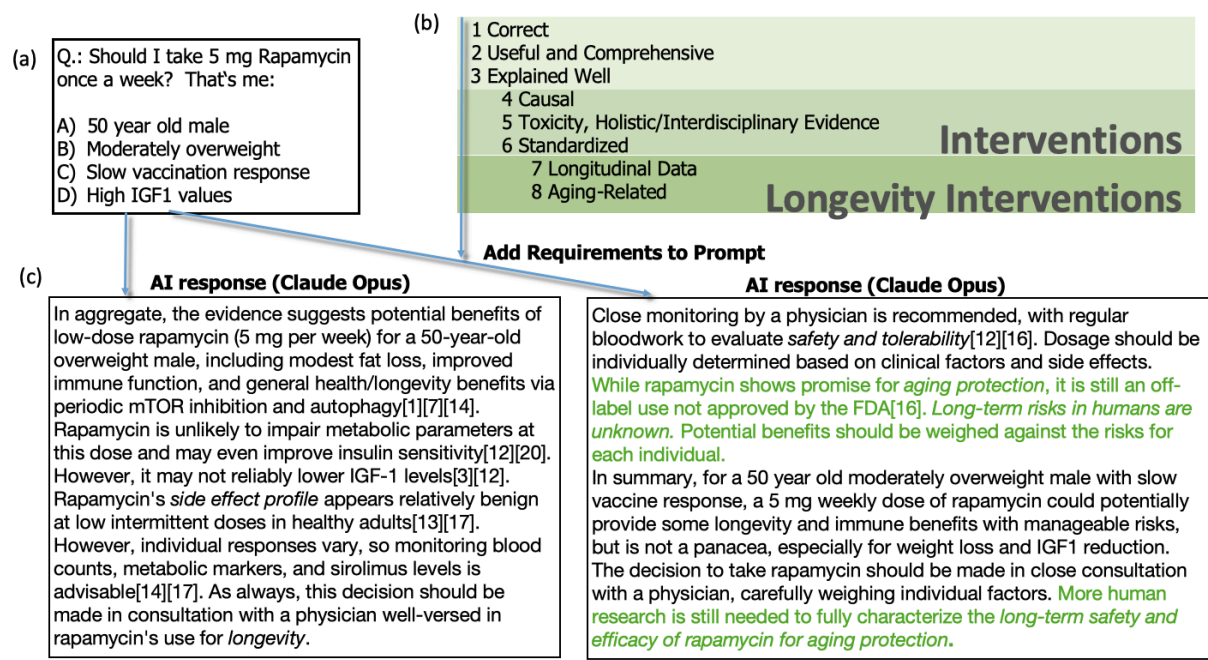 (a)
Q.: Should I take 5 mg Rapamycin
once a week?  That's me:
A) 50 year old male
B) Moderately overweight
C) Slow vaccination response
D) High IGF1 values
(b)
1 Correct
2 Useful and Comprehensive
3 Explained Well
4 Causal
5 Toxicity, Holistic/Interdisciplinary Evidence
6 Standardized
Interventions
7 Longitudinal Data
8 Aging-Related
Longevity Interventions
Add Requirements to Prompt
(c)
AI response (Claude Opus)
In aggregate, the evidence suggests potential benefits of
low-dose rapamycin (5 mg per week) for a 50-year-old
overweight male, including modest fat loss, improved
immune function, and general health/longevity benefits via
periodic mTOR inhibition and autophagy[1][7][14].
Rapamycin is unlikely to impair metabolic parameters at
this dose and may even improve insulin sensitivity[12][20].
However, it may not reliably lower IGF-1 levels[3][12].
Rapamycin's side effect profile appears relatively benign
at low intermittent doses in healthy adults[13][17].
However, individual responses vary, so monitoring blood
counts, metabolic markers, and sirolimus levels is
advisable[14][17]. As always, this decision should be
made in consultation with a physician well-versed in
rapamycin's use for longevity.
AI response (Claude Opus)
Close monitoring by a physician is recommended, with regular
bloodwork to evaluate safety and tolerability[12][16]. Dosage should be
individually determined based on clinical factors and side effects.
While rapamycin shows promise for aging protection, it is still an off-
label use not approved by the FDA[16]. Long-term risks in humans are
unknown. Potential benefits should be weighed against the risks for
each individual.
In summary, for a 50 year old moderately overweight male with slow
vaccine response, a 5 mg weekly dose of rapamycin could potentially
provide some longevity and immune benefits with manageable risks,
but is not a panacea, especially for weight loss and IGF1 reduction.
The decision to take rapamycin should be made in close consultation
with a physician, carefully weighing individual factors. More human
research is still needed to fully characterize the long-term safety and
efficacy of rapamycin for aging protection.